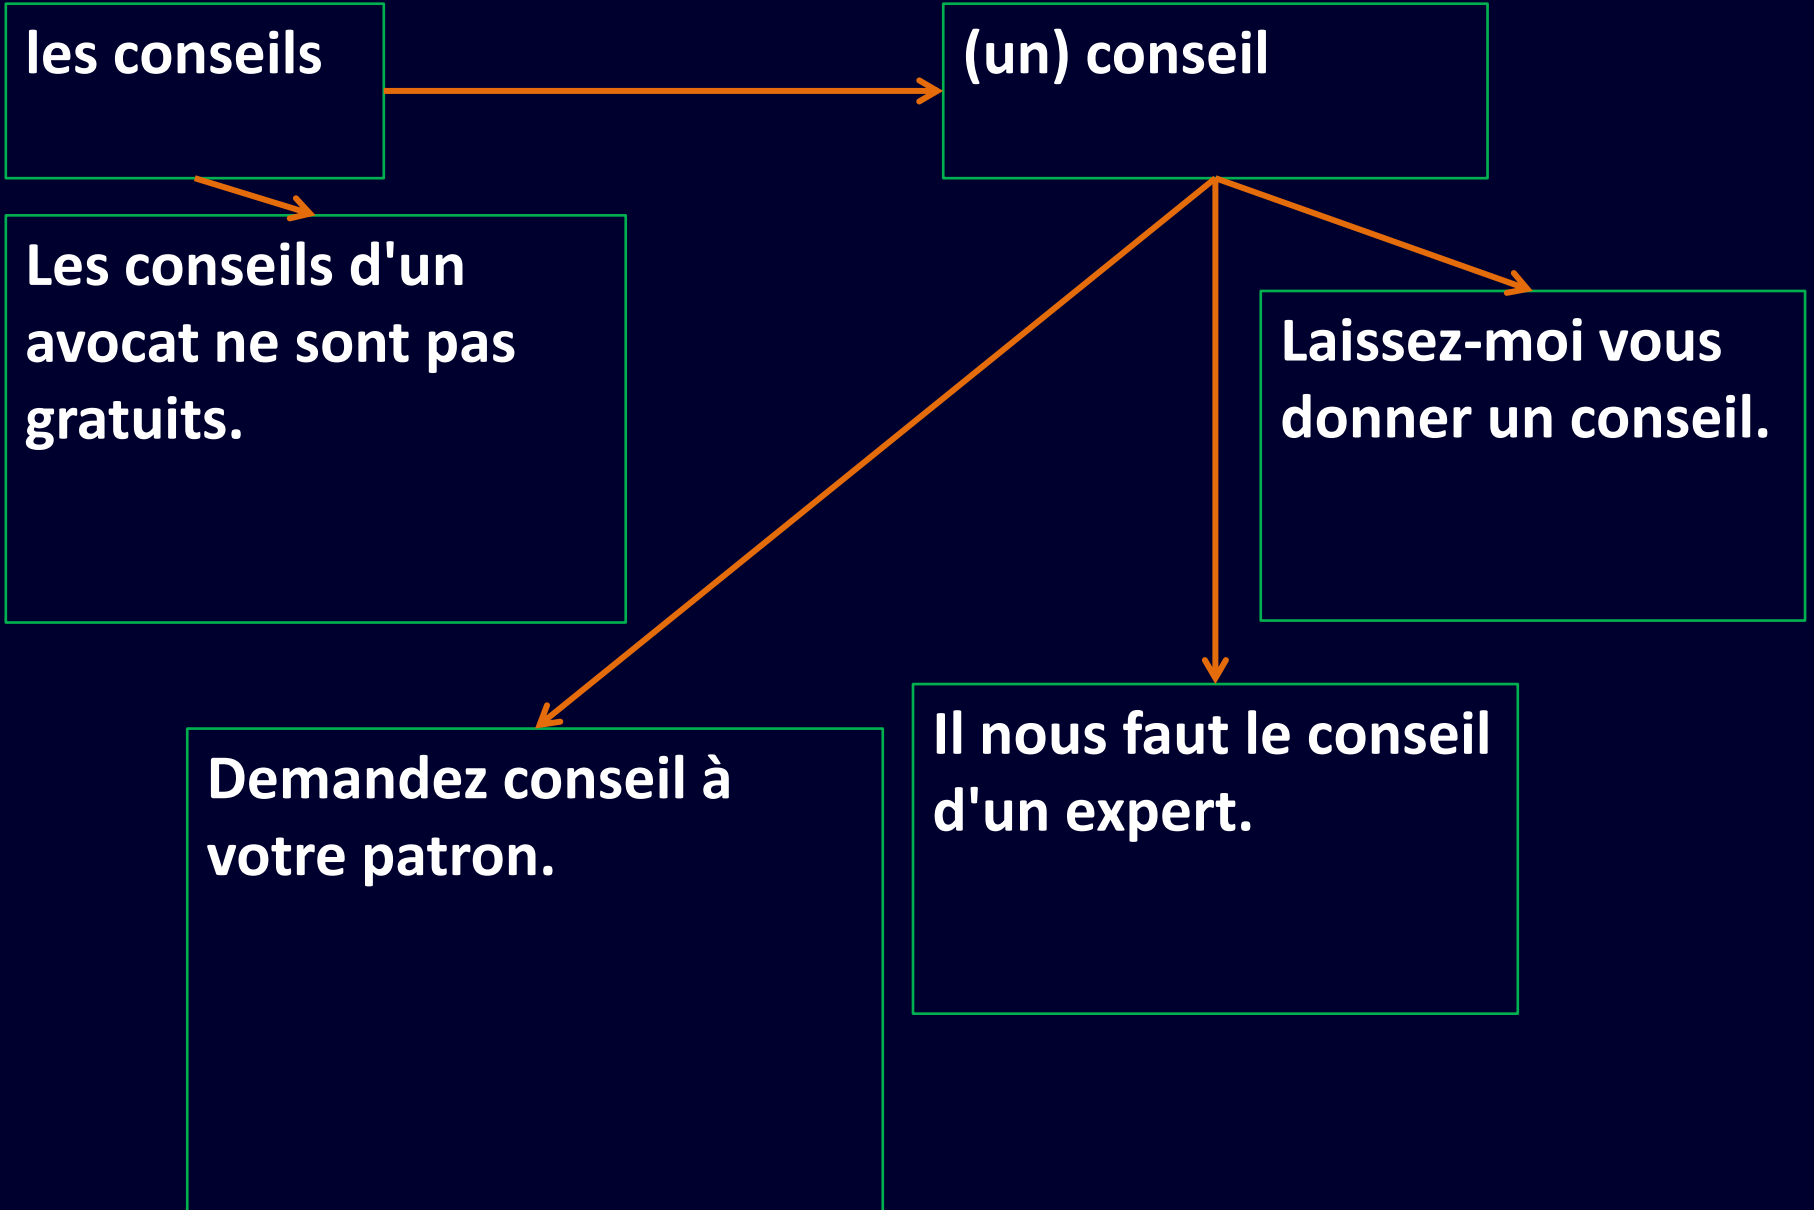 les conseils
(un) conseil
Les conseils d'un
avocat ne sont pas
gratuits.
Laissez-moi vous
donner un conseil.
Demandez conseil à
votre patron.
Il nous faut le conseil
d'un expert.